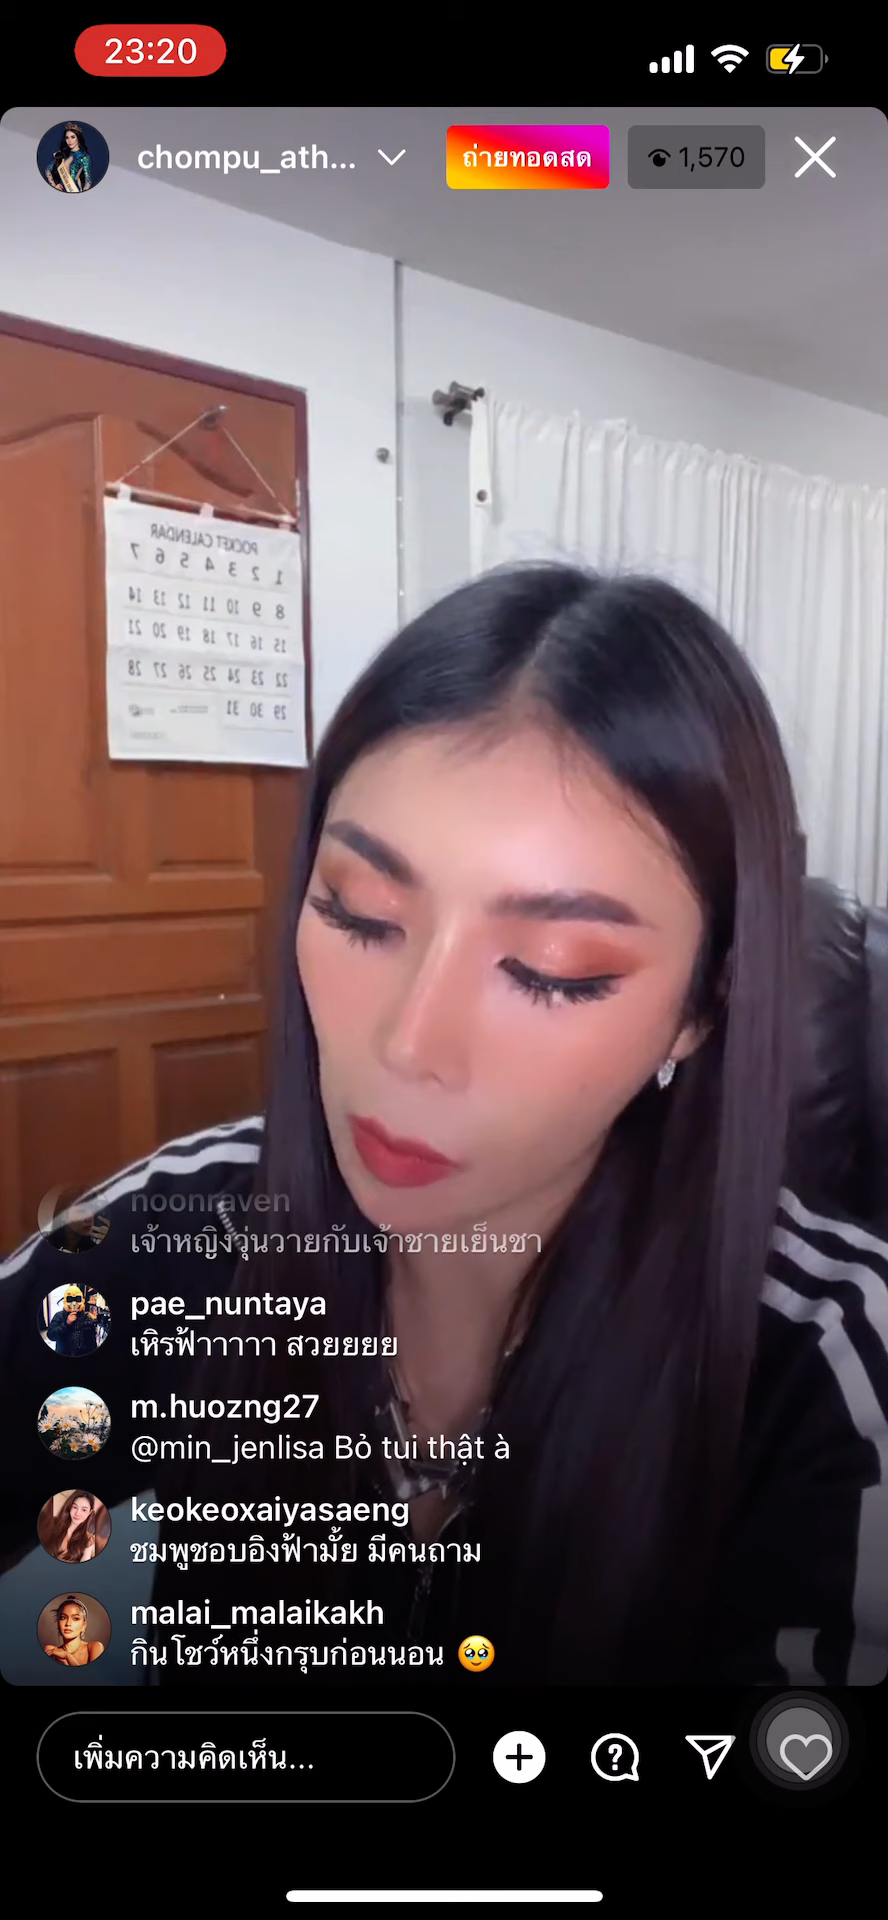 23:20
chompu_ath...
ถ่ายทอดสด
1,570
POCKET CALENDAR
1 2 3 4 5 6 7
8 9 10 11 12 13 14
15 16 17 18 19 20 21
22 23 24 25 26 27 28
29 30 31
noonraven
เจ้าหญิงวุ่นวายกับเจ้าชายเย็นชา
pae_nuntaya
เหิรฟ้าาาาา สวยยยย
m.huozng27
@min_jenlisa Bỏ tui thật à
keokeoxaiyasaeng
ชมพูชอบอิงฟ้ามั้ย มีคนถาม
malai_malaikakh
กินโชว์หนึ่งกรุบก่อนนอน 🥹
เพิ่มความคิดเห็น...